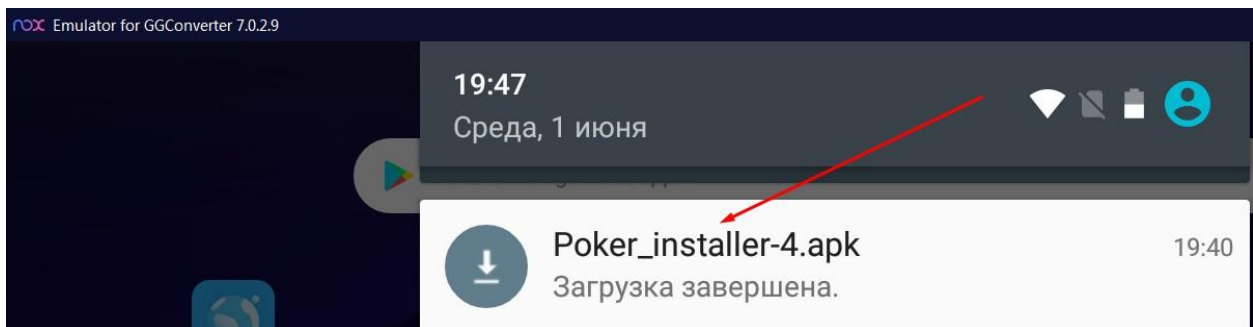 nox Emulator for GGConverter 7.0.2.9
19:47
Среда, 1 июня
Poker_installer-4.apk 19:40
Загрузка завершена.